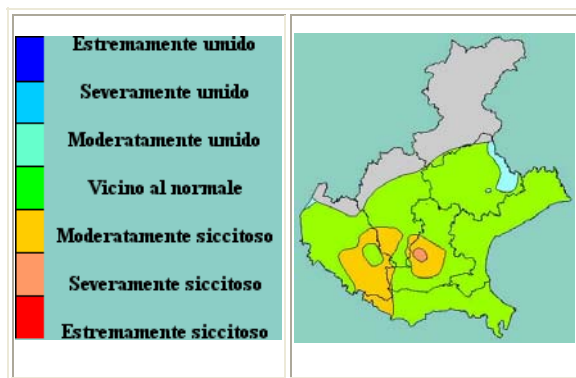 Estremamente umido
Severamente umido
Moderatamente umido
Vicino al normale
Moderatamente siccitoso
Severamente siccitoso
Estremamente siccitoso